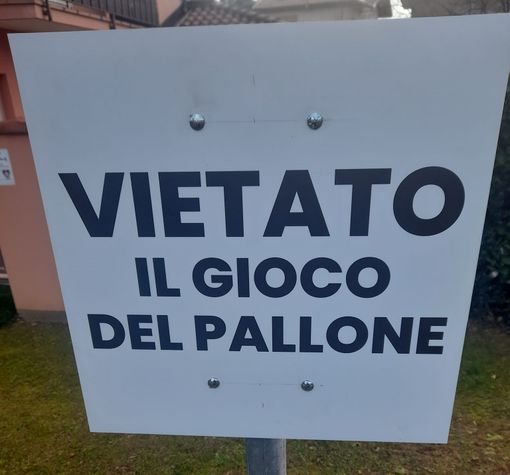 VIETATO
IL GIOCO
DEL PALLONE